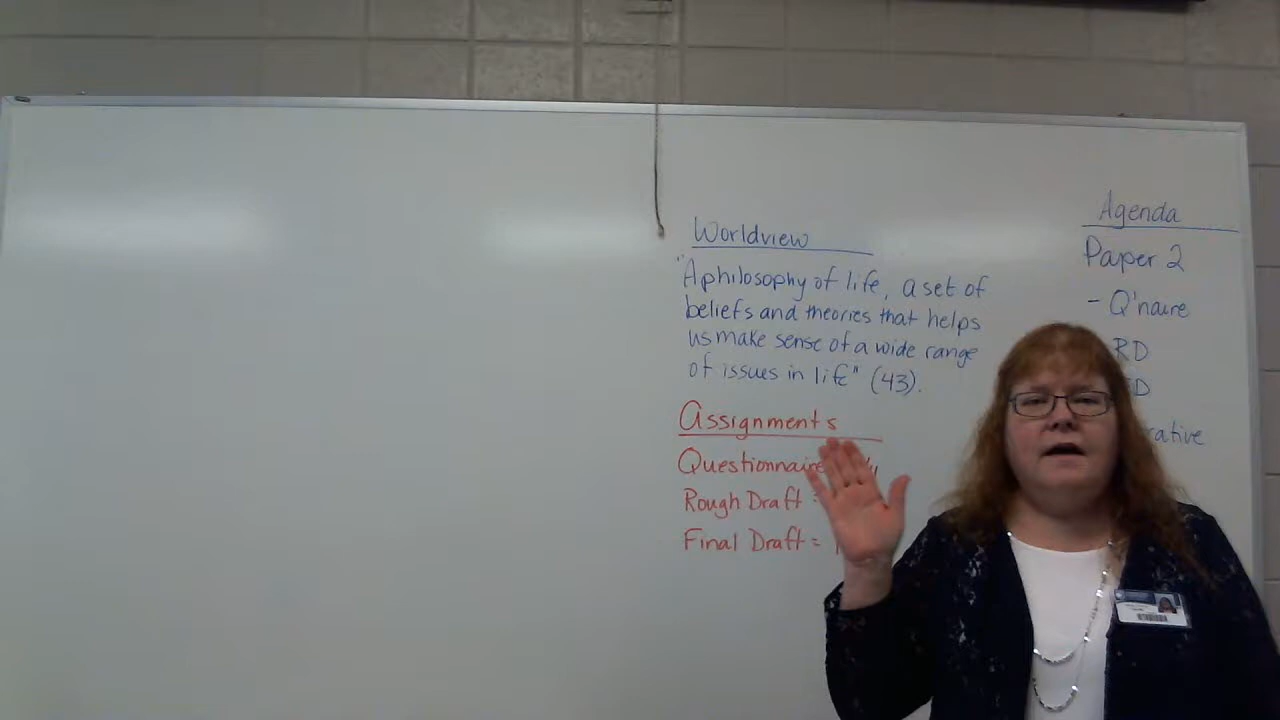 Worldview
"A philosophy of life, a set of
beliefs and theories that helps
us make sense of a wide range
of issues in life" (43).
Assignments
Questionnaire
Rough Draft =
Final Draft =
Agenda
Paper 2
- Q'naire
RD